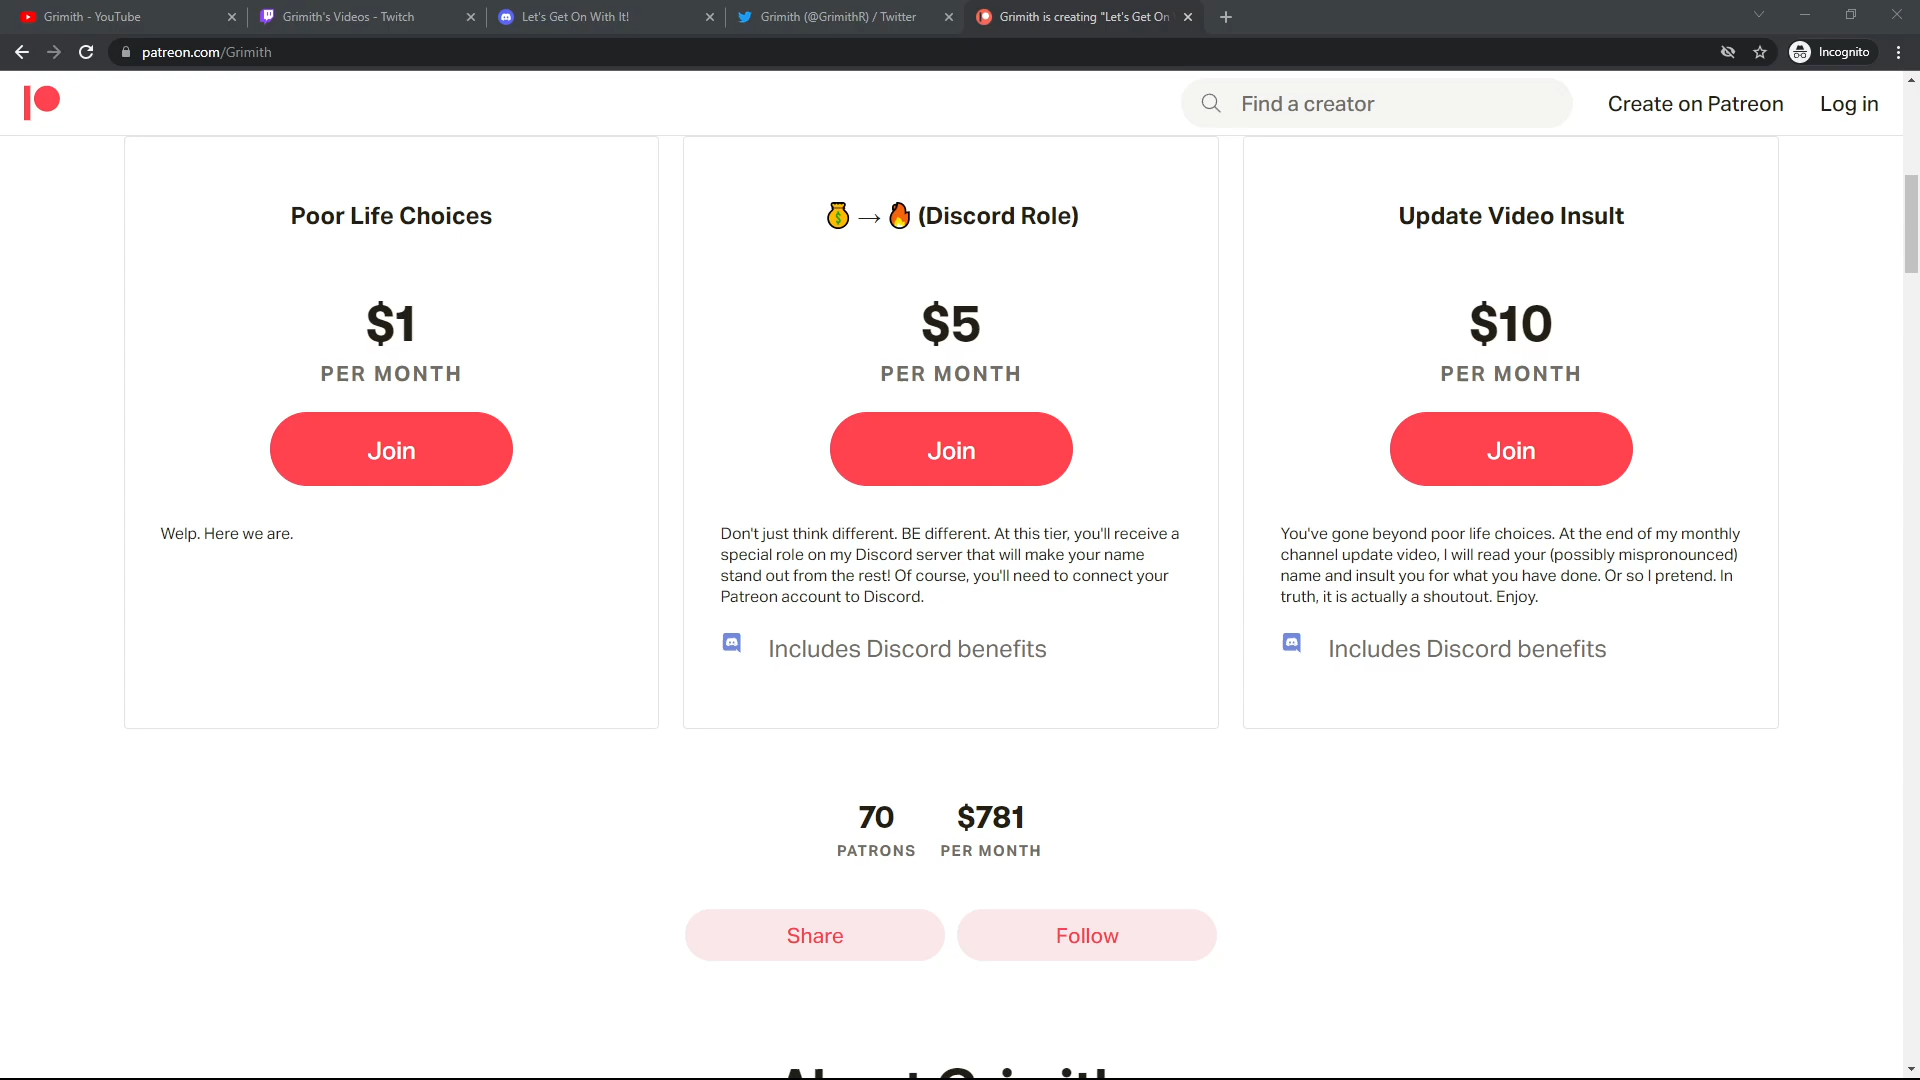 Grimith - YouTube
Grimith's Videos - Twitch
Let's Get On With It!
Grimith (@GrimithR) / Twitter
Grimith is creating "Let's Get On
patreon.com/Grimith
Incognito
Find a creator
Create on Patreon
Log in
Poor Life Choices
$1
PER MONTH
Join
Welp. Here we are.
💰 → 🔥 (Discord Role)
$5
PER MONTH
Join
Don't just think different. BE different. At this tier, you'll receive a
special role on my Discord server that will make your name
stand out from the rest! Of course, you'll need to connect your
Patreon account to Discord.
Includes Discord benefits
Update Video Insult
$10
PER MONTH
Join
You've gone beyond poor life choices. At the end of my monthly
channel update video, I will read your (possibly mispronounced)
name and insult you for what you have done. Or so I pretend. In
truth, it is actually a shoutout. Enjoy.
Includes Discord benefits
70
PATRONS
$781
PER MONTH
Share
Follow
About Grimith